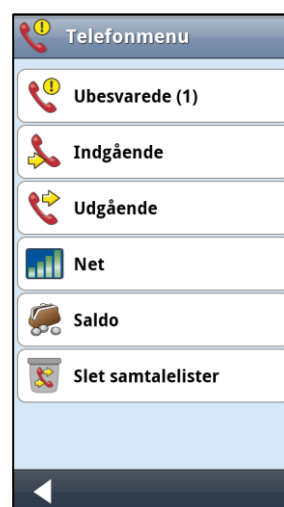 Telefonmenu
Ubesvarede (1)
Indgående
Udgående
Net
Saldo
Slet samtalelister